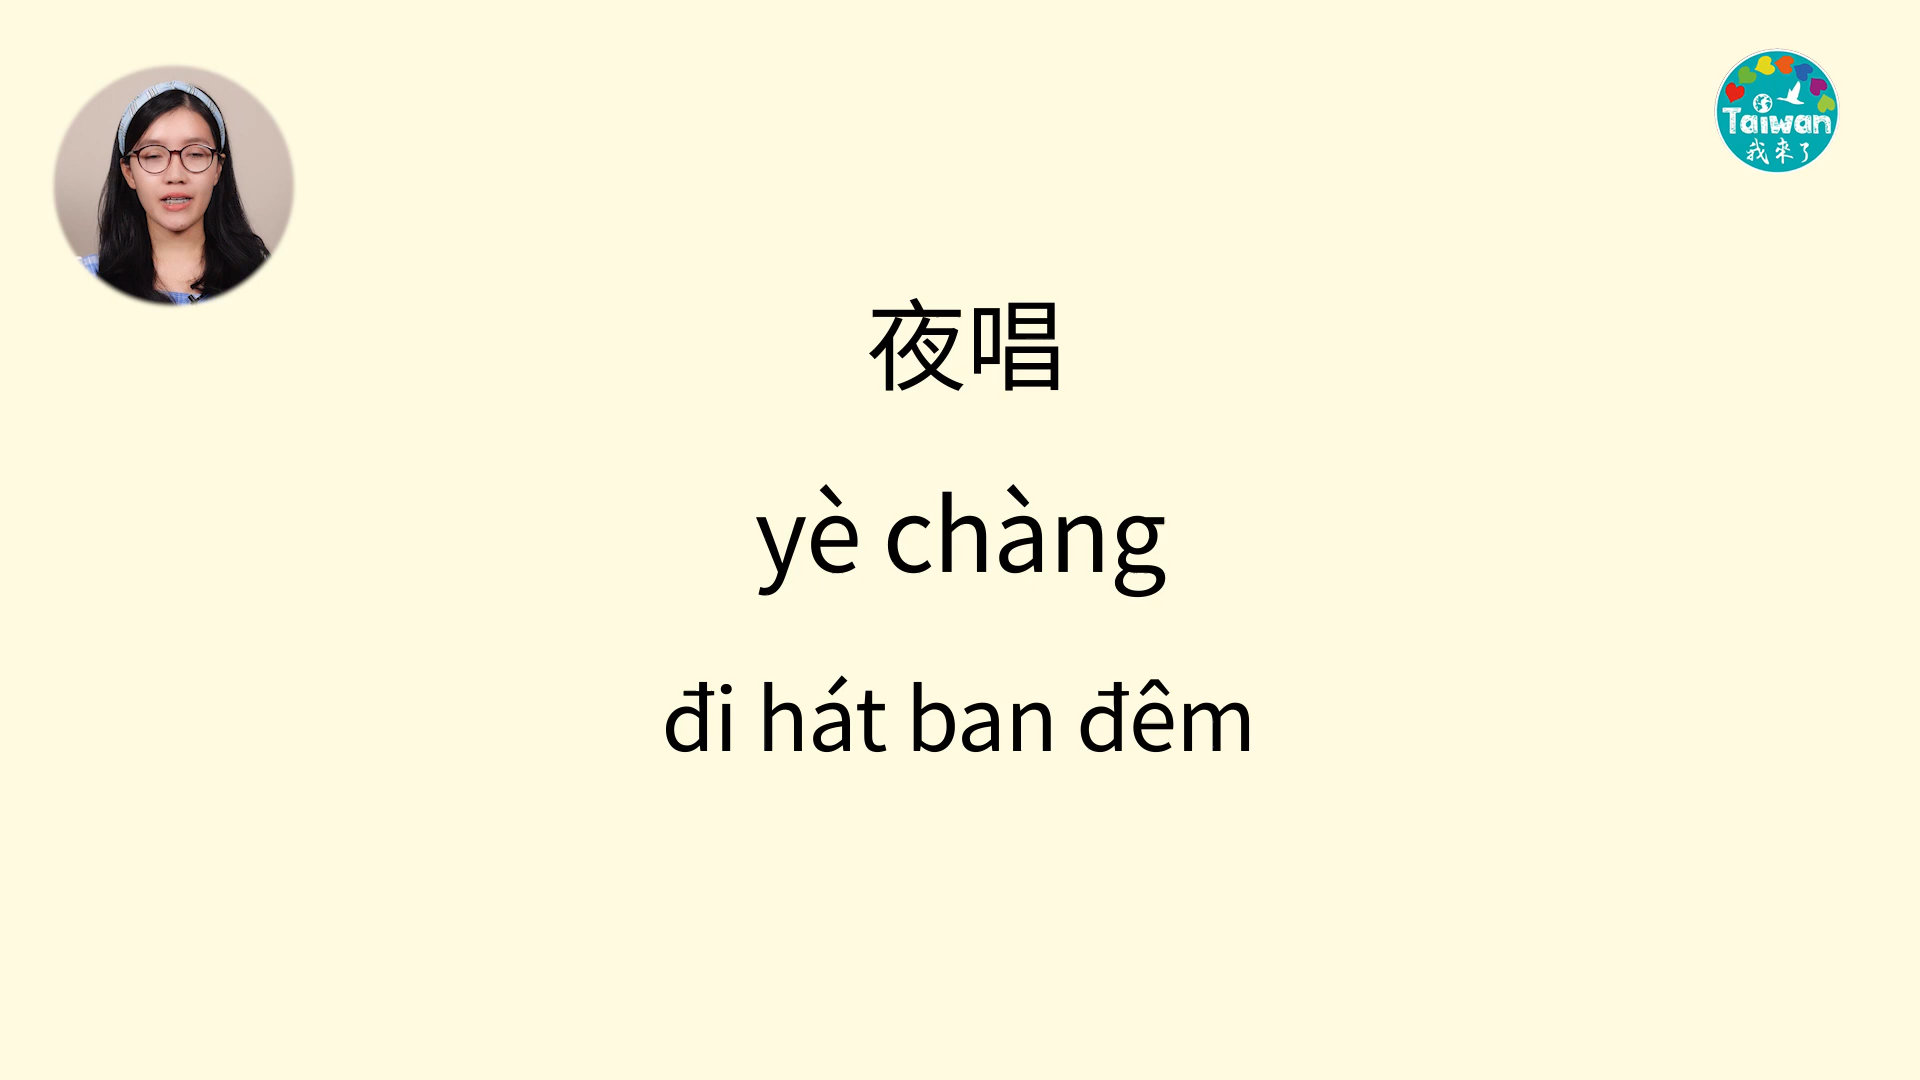 Taiwan
我來了
夜唱
yè chàng
đi hát ban đêm